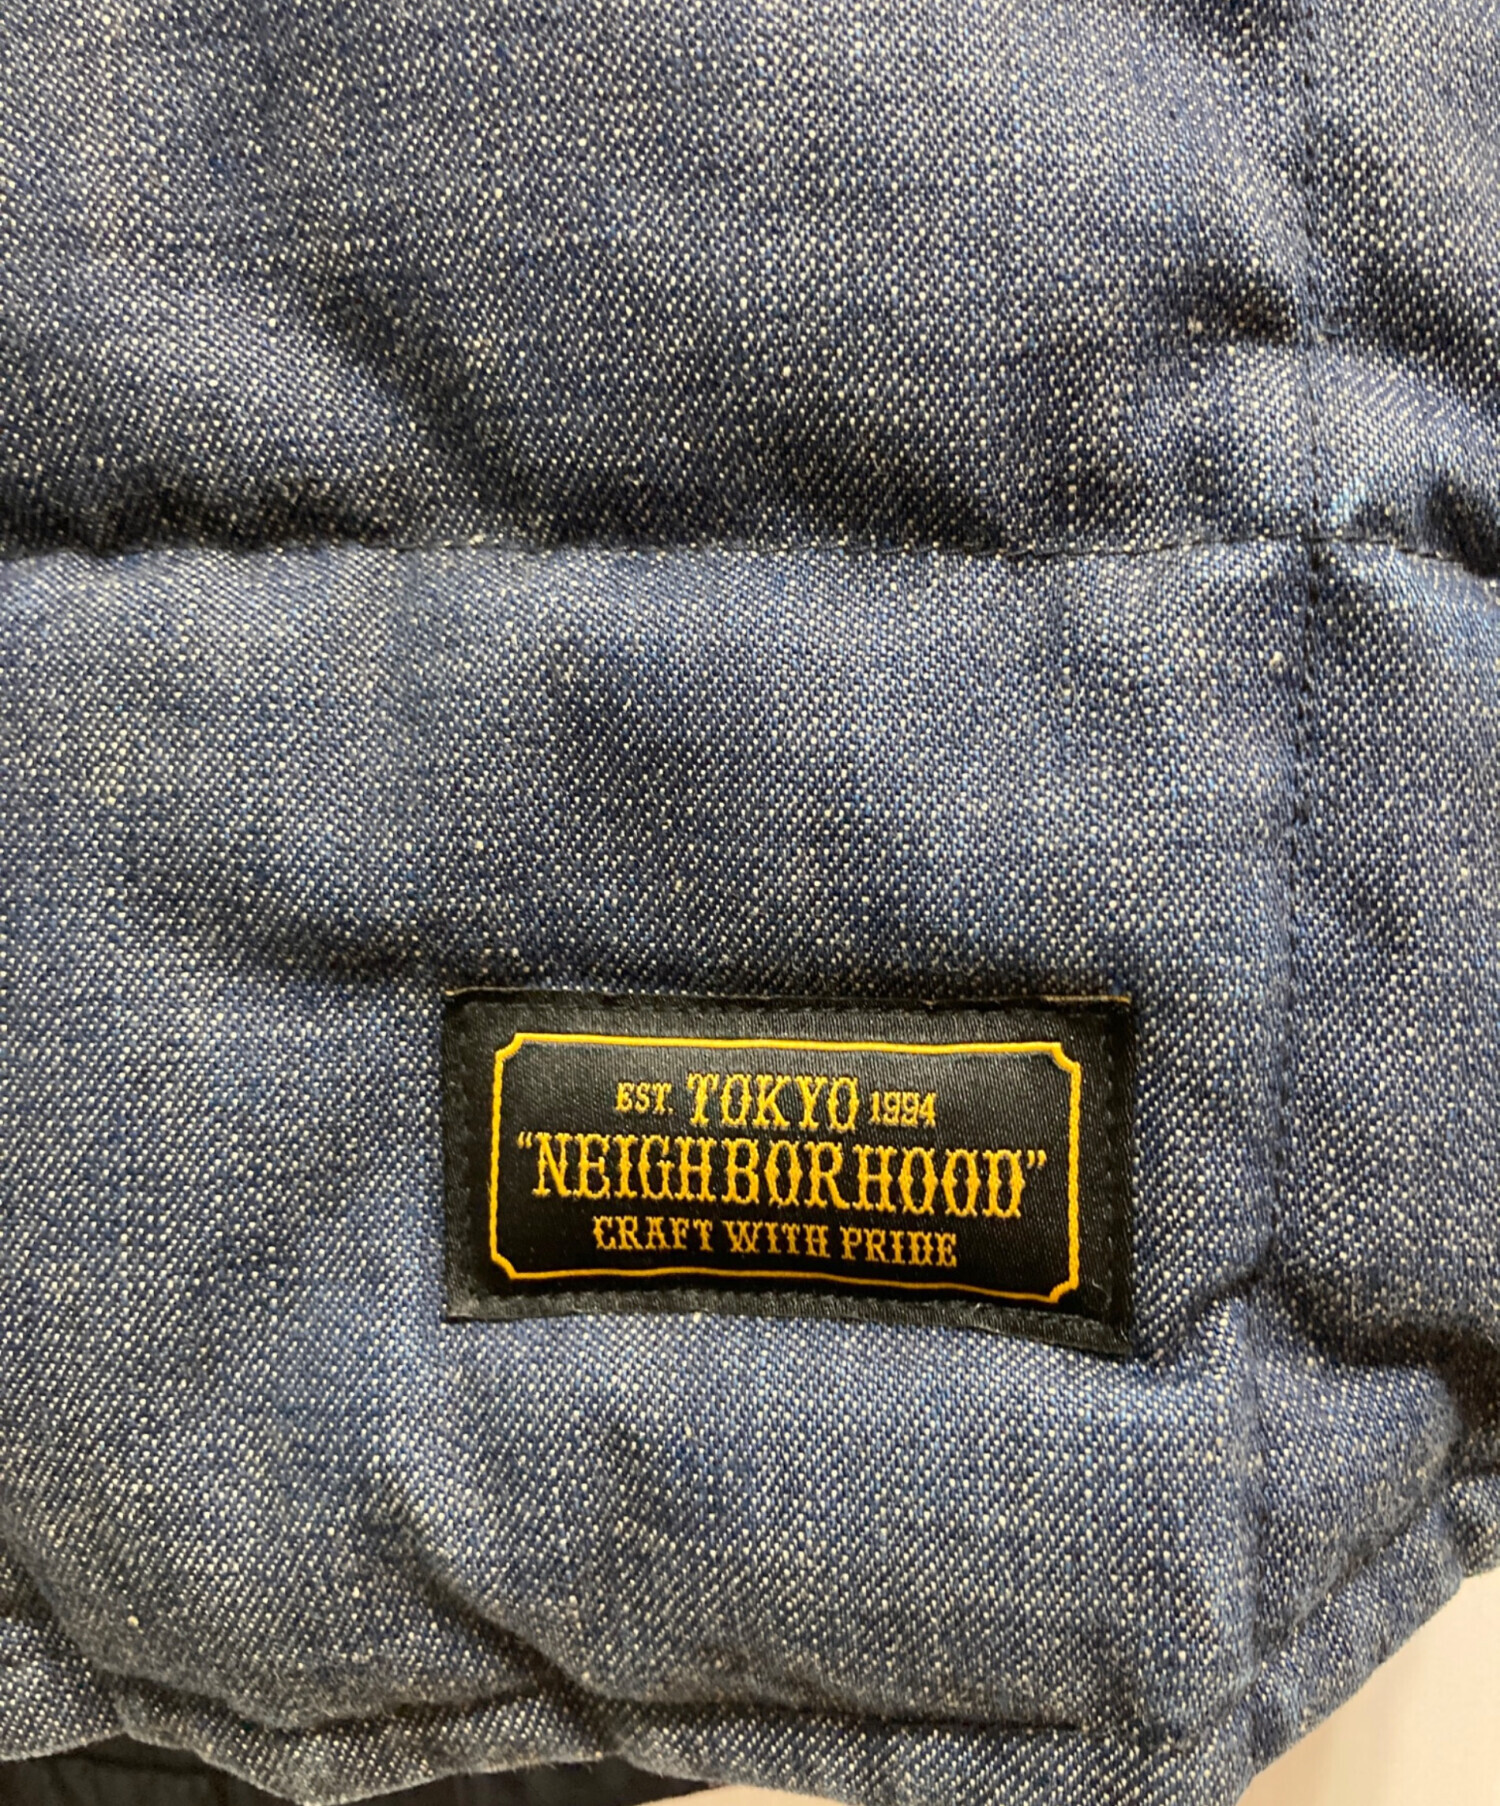 EST. TOKYO 1994
"NEIGHBORHOOD"
CRAFT WITH PRIDE